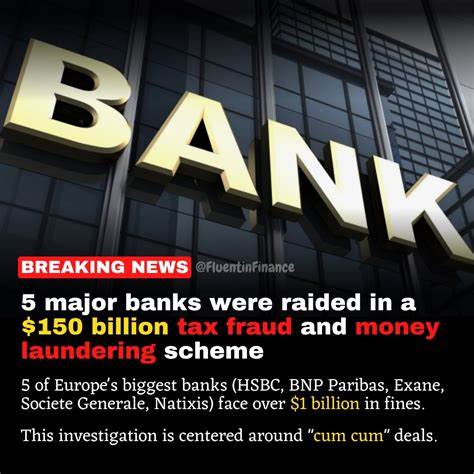 BANK
BREAKING NEWS @FluentinFinance
5 major banks were raided in a
$150 billion tax fraud and money
laundering scheme
5 of Europe's biggest banks (HSBC, BNP Paribas, Exane,
Societe Generale, Natixis) face over $1 billion in fines.
This investigation is centered around "cum cum" deals.